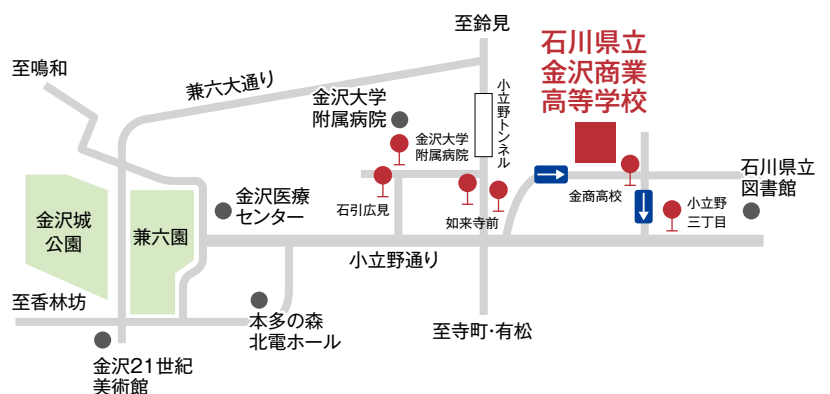 至鈴見
石川県立
金沢商業
高等学校
至鳴和
兼六大通り
金沢大学
附属病院
小立野トンネル
金沢大学
附属病院
石川県立
図書館
金沢医療
センター
石引広見
如来寺前
金商高校
小立野
三丁目
金沢城
公園
兼六園
小立野通り
至香林坊
本多の森
北電ホール
至寺町・有松
金沢21世紀
美術館